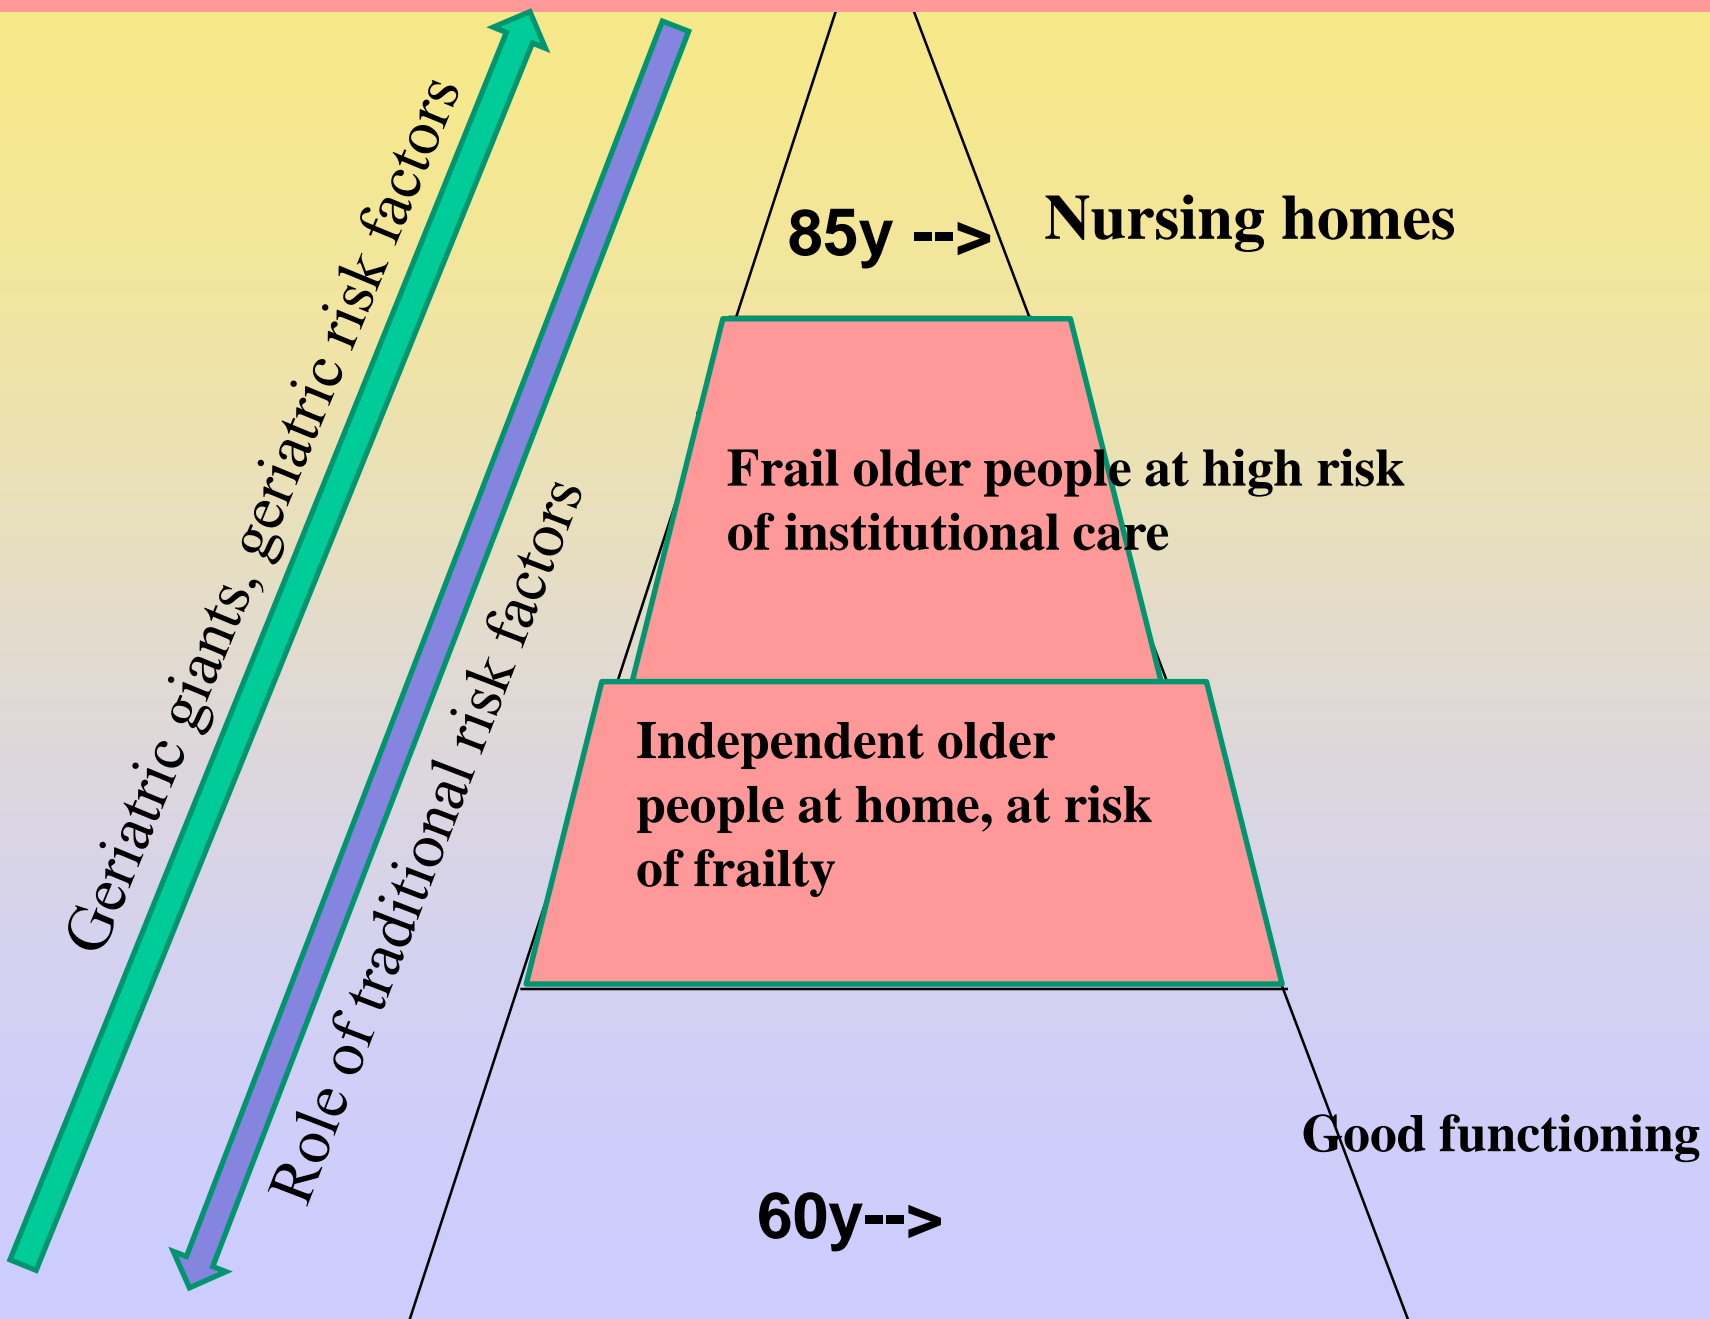 Geriatric giants, geriatric risk factors
Role of traditional risk factors
85y -->
Nursing homes
Frail older people at high risk
of institutional care
Independent older
people at home, at risk
of frailty
Good functioning
60y-->